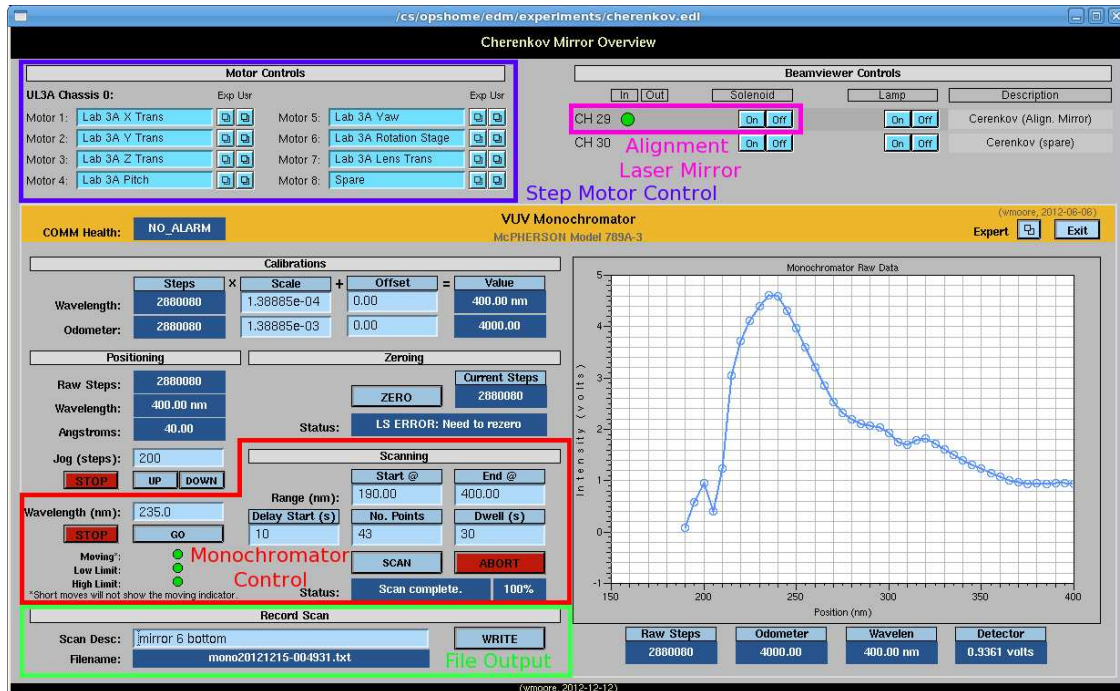 /cs/opshome/edm/experiments/cherenkov.edl
Cherenkov Mirror Overview
Motor Controls
UL3A Chassis 0: Exp Usr Exp Usr
Motor 1: Lab 3A X Trans Motor 5: Lab 3A Yaw
Motor 2: Lab 3A Y Trans Motor 6: Lab 3A Rotation Stage
Motor 3: Lab 3A Z Trans Motor 7: Lab 3A Lens Trans
Motor 4: Lab 3A Pitch Motor 8: Spare
Step Motor Control
Beamviewer Controls
In Out Solenoid Lamp Description
CH 29 On Off On Off Cerenkov (Align. Mirror)
CH 30 On Off On Off Cerenkov (spare)
Alignment
Laser Mirror
VUV Monochromator
McPHERSON Model 789A-3
COMM Health: NO_ALARM
(wmoore, 2012-06-06)
Expert Exit
Calibrations
Steps X Scale + Offset = Value
Wavelength: 2880080 1.38885e-04 0.00 400.00 nm
Odometer: 2880080 1.38885e-03 0.00 4000.00
Positioning
Raw Steps: 2880080
Wavelength: 400.00 nm
Angstroms: 40.00
Jog (steps): 200
STOP UP DOWN
Wavelength (nm): 235.0
STOP GO
Moving*:
Low Limit:
High Limit:
*Short moves will not show the moving indicator.
Monochromator
Control
Zeroing
ZERO
Current Steps
2880080
Status: LS ERROR: Need to rezero
Scanning
Start @ End @
Range (nm): 190.00 400.00
Delay Start (s) No. Points Dwell (s)
10 43 30
SCAN ABORT
Status: Scan complete. 100%
Record Scan
Scan Desc: mirror 6 bottom WRITE
Filename: mono20121215-004931.txt
File Output
Monochromator Raw Data
Intensity (volts)
5
4
3
2
1
0
-1
150 200 250 300 350 400
Position (nm)
Raw Steps Odometer Wavelen Detector
2880080 4000.00 400.00 nm 0.9361 volts
(wmoore, 2012-12-12)